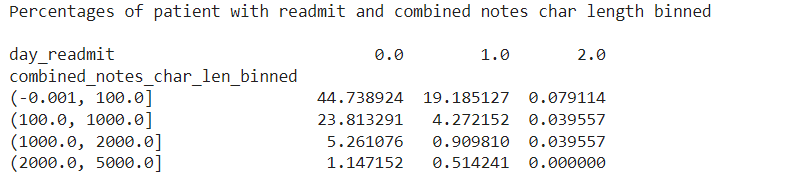 Percentages of patient with readmit and combined notes char length binned
day_readmit 0.0 1.0 2.0
combined_notes_char_len_binned
(-0.001, 100.0] 44.738924 19.185127 0.079114
(100.0, 1000.0] 23.813291 4.272152 0.039557
(1000.0, 2000.0] 5.261076 0.909810 0.039557
(2000.0, 5000.0] 1.147152 0.514241 0.000000